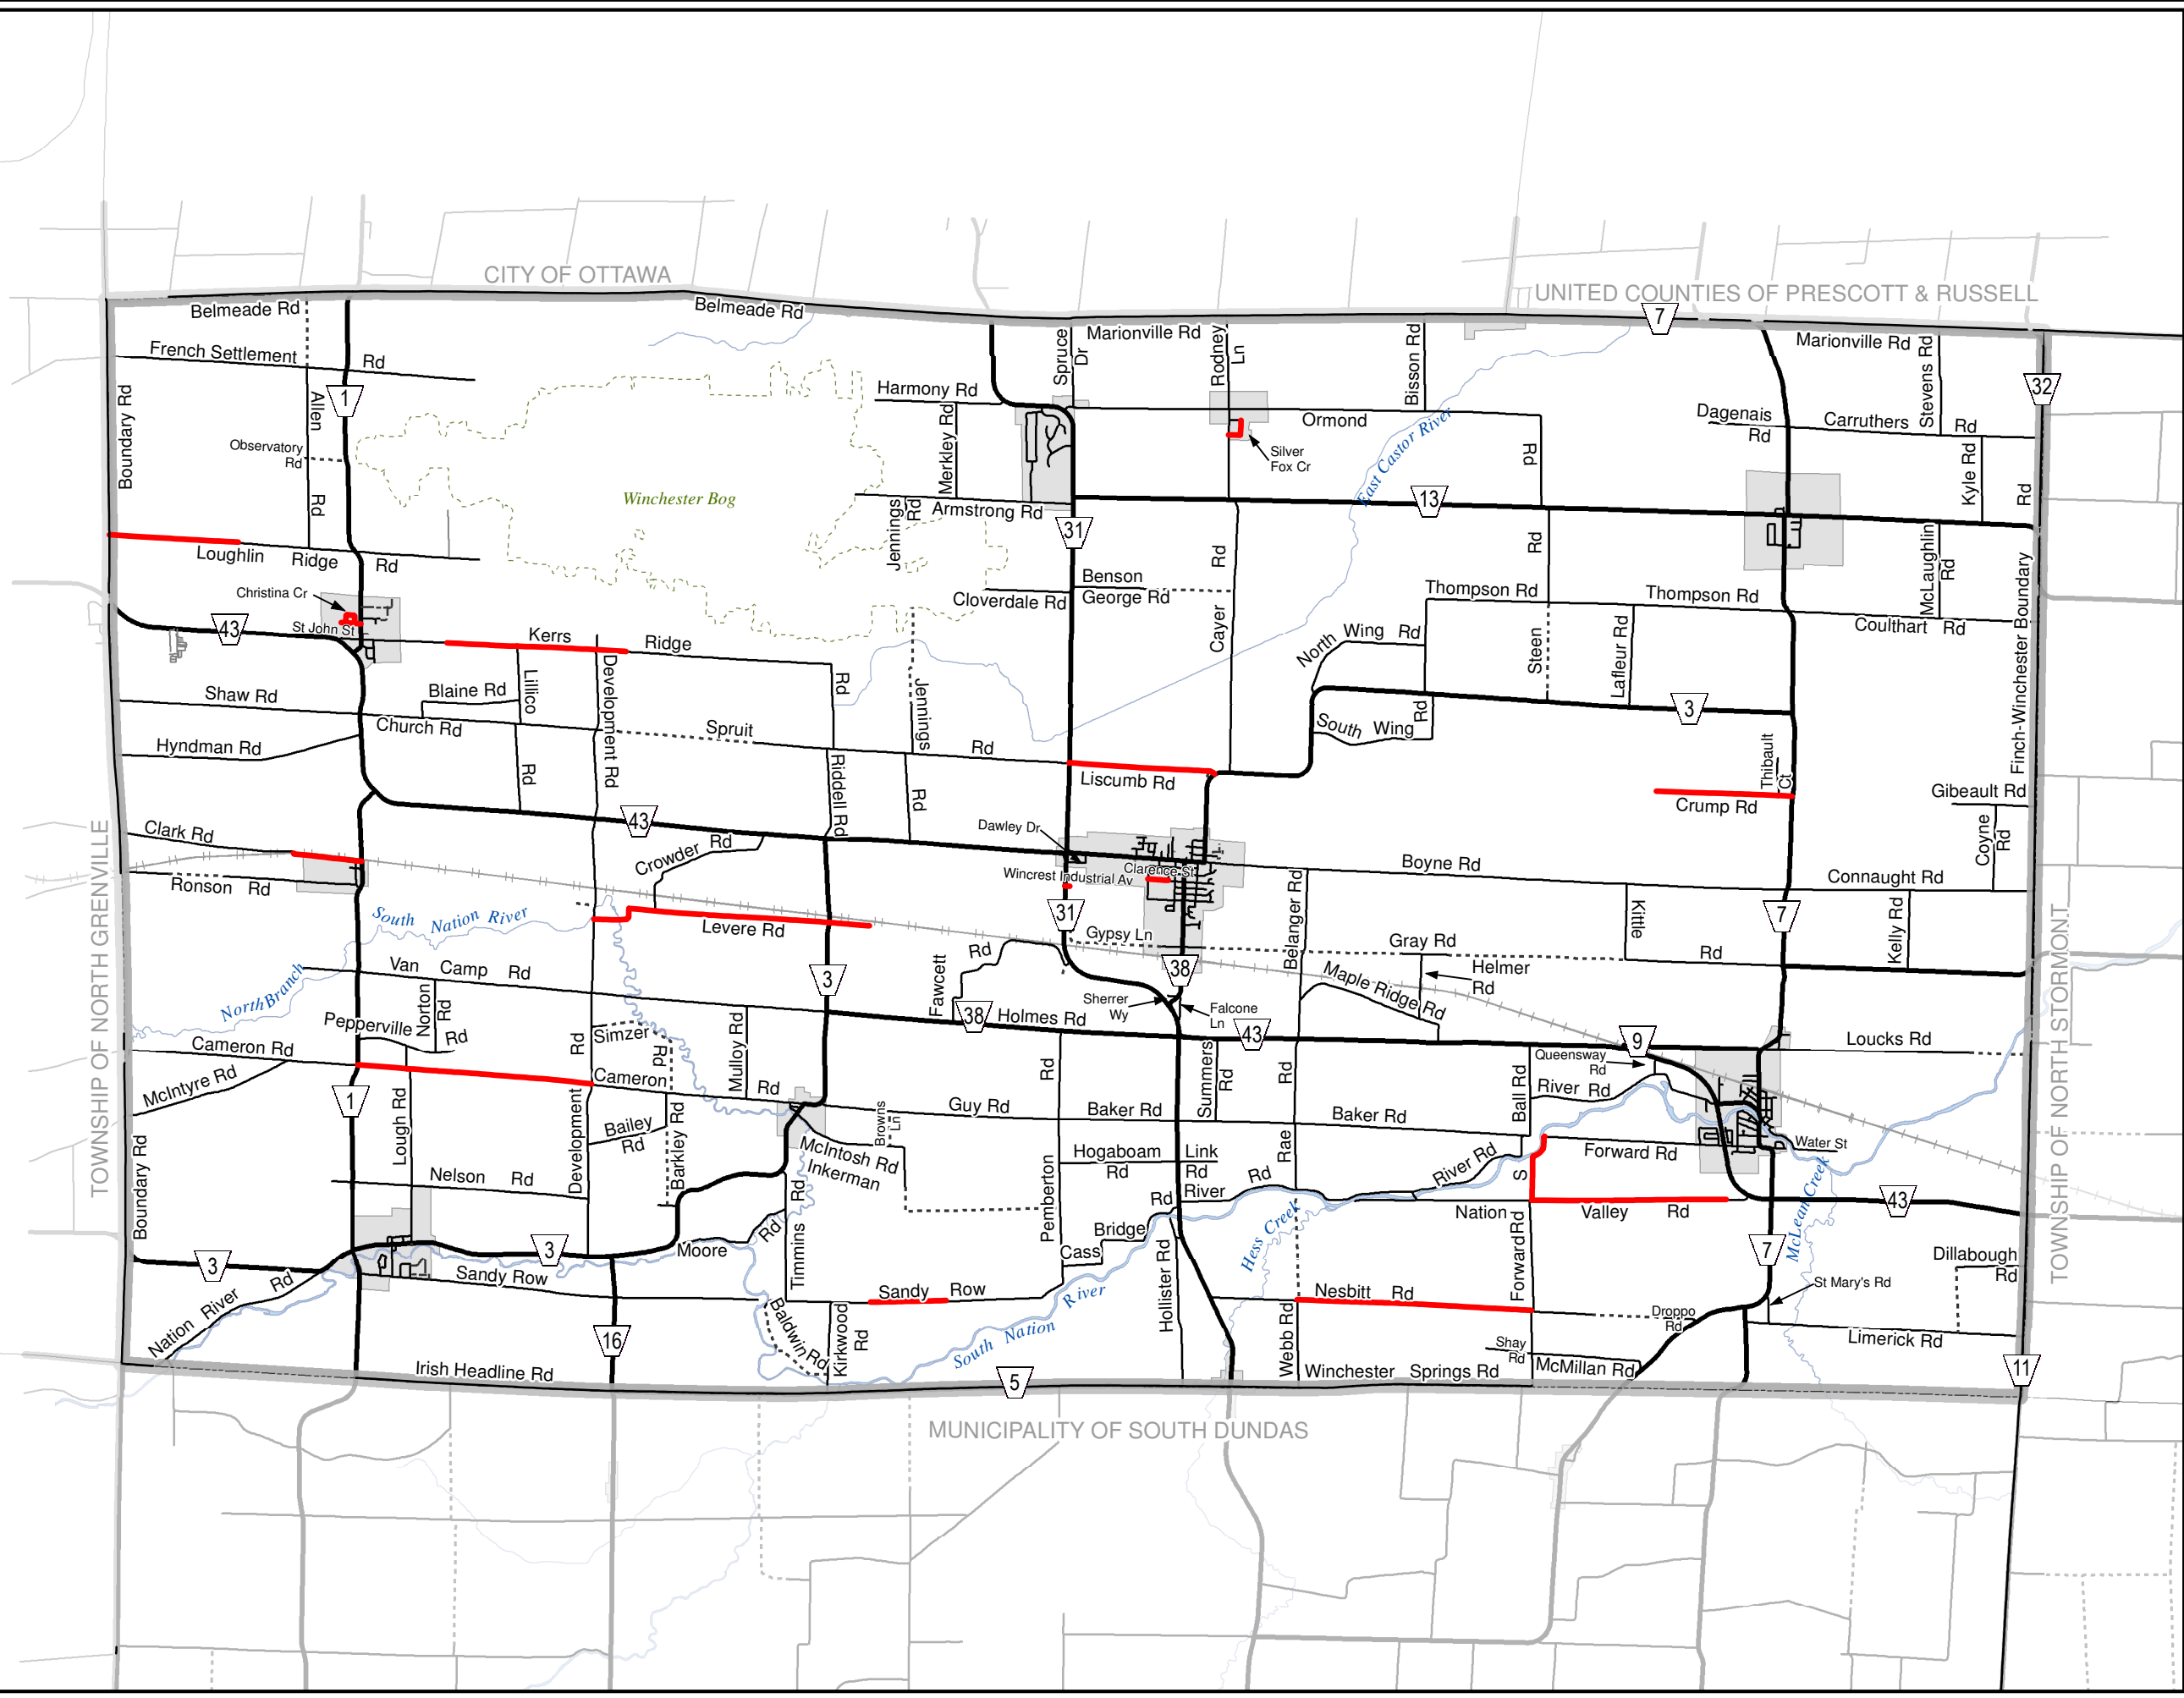 CITY OF OTTAWA
UNITED COUNTIES OF PRESCOTT & RUSSELL
Belmeade Rd
Belmeade Rd
7
Marionville Rd
Marionville Rd
Spruce
Dr
Rodney
Ln
Bisson Rd
Stevens Rd
32
French Settlement Rd
Boundary Rd
Allen
Rd
1
Observatory
Rd
Harmony Rd
Merkley Rd
Ormond
Rd
Silver
Fox Cr
East Castor River
Dagenais
Rd
Carruthers Rd
Kyle Rd
Rd
Winchester Bog
Armstrong Rd
Jennings
Rd
13
31
Loughlin Ridge Rd
Benson
George Rd
Cloverdale Rd
Cayer
Rd
Rd
Steen
Thompson Rd
Thompson Rd
McLaughlin
Rd
Finch-Winchester Boundary
Christina Cr
St John St
43
Kerrs Ridge
Rd
North Wing Rd
Lafleur Rd
Coulthart Rd
Shaw Rd
Blaine Rd
Lillico
Rd
Development Rd
Church Rd
Spruit Rd
Jennings
Rd
South Wing
Rd
3
Hyndman Rd
Riddell Rd
Liscumb Rd
Thibault
Ct
Crump Rd
Gibeault Rd
Coyne
Rd
43
Clark Rd
Crowder Rd
Dawley Dr
Clarence St
Wincrest Industrial Av
Boyne Rd
Connaught Rd
Ronson Rd
South Nation River
Levere Rd
31
Gypsy Ln
Belanger Rd
Gray Rd
Kittle
Rd
7
Kelly Rd
TOWNSHIP OF NORTH GRENVILLE
TOWNSHIP OF NORTH STORMONT
North Branch
Van Camp Rd
Norton
Rd
3
Fawcett
Rd
38
Sherrer
Wy
Falcone
Ln
Maple Ridge Rd
Helmer
Rd
Pepperville Rd
Simzer
Rd
Mulloy Rd
38
Holmes Rd
43
9
Queensway
Rd
Loucks Rd
Cameron Rd
McIntyre Rd
Cameron Rd
Rd
Development
Summers
Rd
Ball Rd
River Rd
1
Lough Rd
Bailey
Rd
Barkley Rd
Guy Rd
Browns
Ln
Baker Rd
Baker Rd
Rd
Pemberton
Rd
Rae
McIntosh Rd
Inkerman
Hogaboam
Rd
Link
Rd
River Rd
River Rd
Forward Rd
Water St
Boundary Rd
Nelson Rd
Timmins
Rd
Rd
Bridge
Cass
S
Forward Rd
Nation Valley Rd
43
McLean Creek
Hess Creek
3
3
Moore Rd
Sandy Row
Sandy Row
Hollister Rd
South Nation River
Nesbitt Rd
7
Dillabough
Rd
St Mary's Rd
Nation River Rd
16
Baldwin Rd
Kirkwood
Rd
Webb Rd
Droppo
Rd
Shay
Rd
McMillan Rd
Limerick Rd
Irish Headline Rd
5
Winchester Springs Rd
11
MUNICIPALITY OF SOUTH DUNDAS